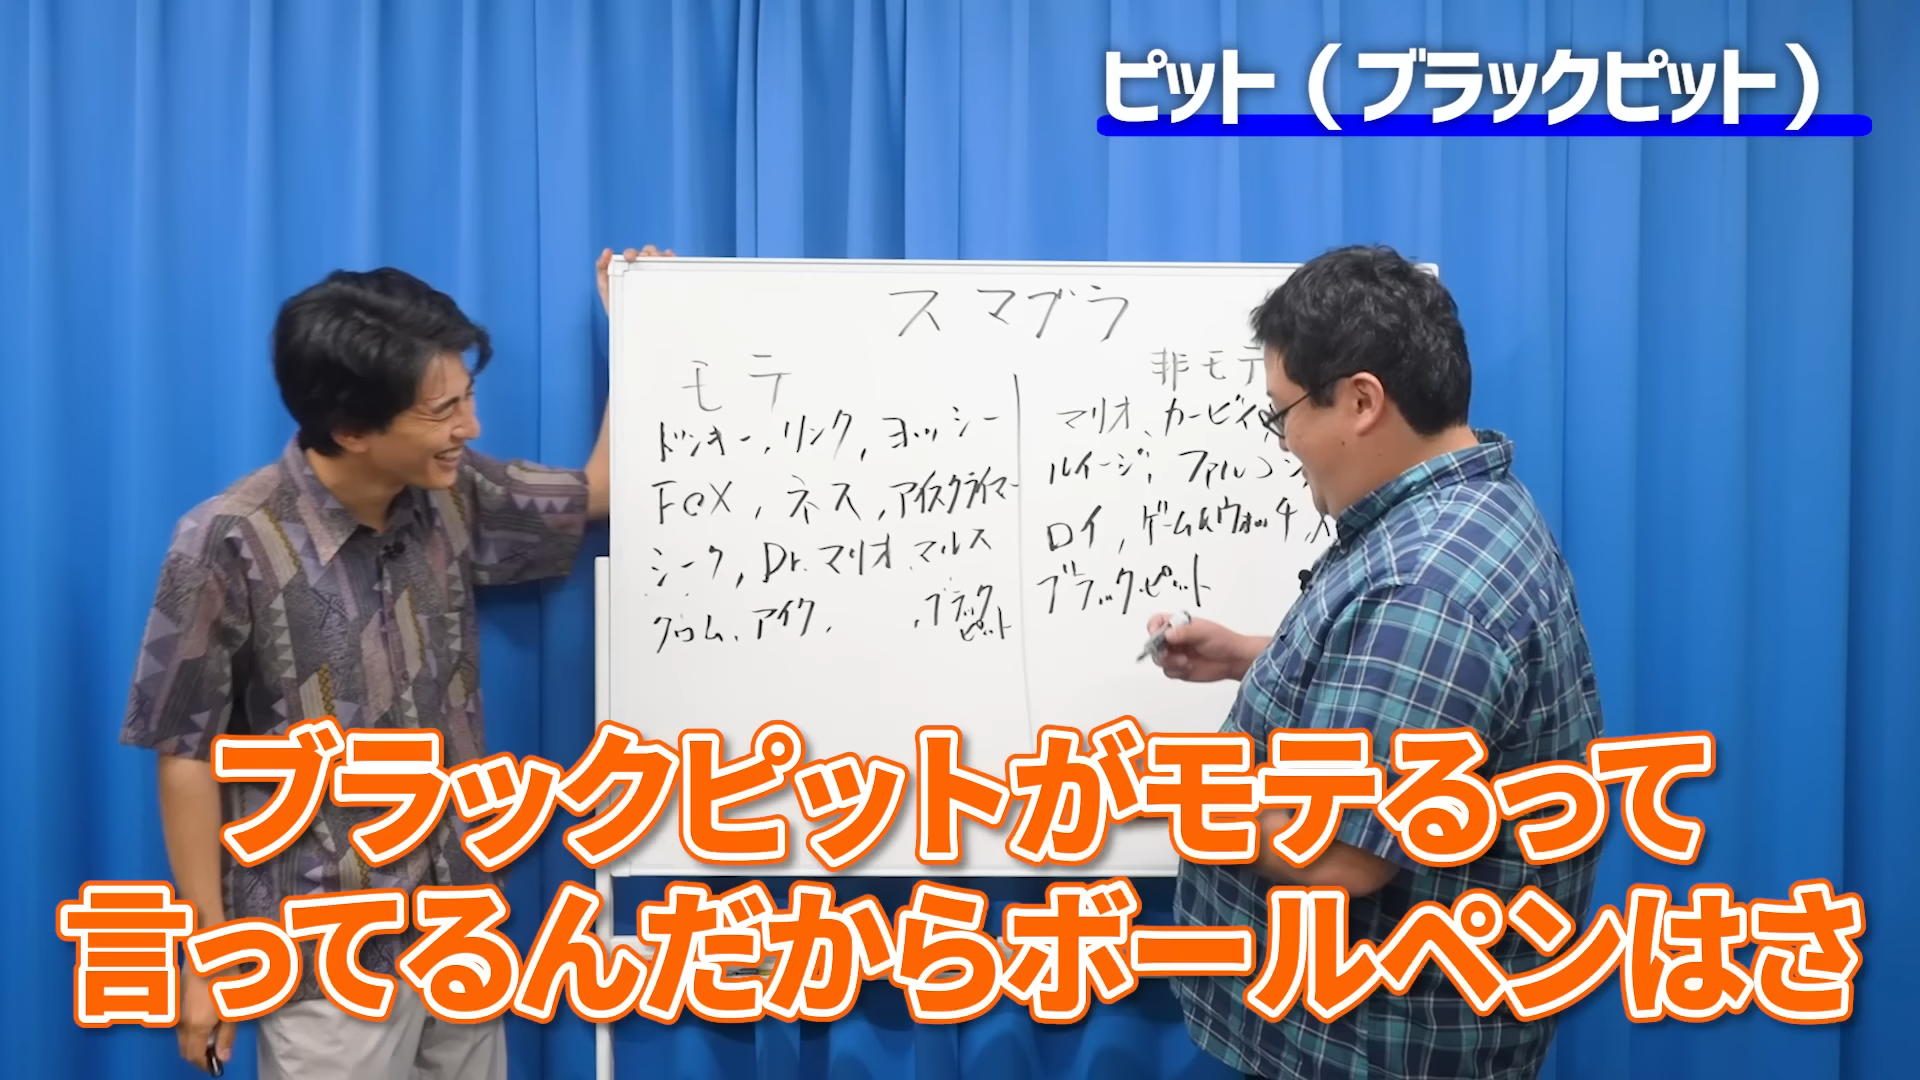 ピット（ブラックピット）
スマブラ
モテ
ドンキー、リンク、ヨッシー
FOX、ネス、アイスクライマー
シーク、Dr.マリオ、マルス
クロム、アイク、
、ブラックピット
非モテ
マリオ、カービィ、
ルイージ、ファルコン
ロイ、ゲーム&ウォッチ、
ブラックピット
ブラックピットがモテるって
言ってるんだからボールペンはさ